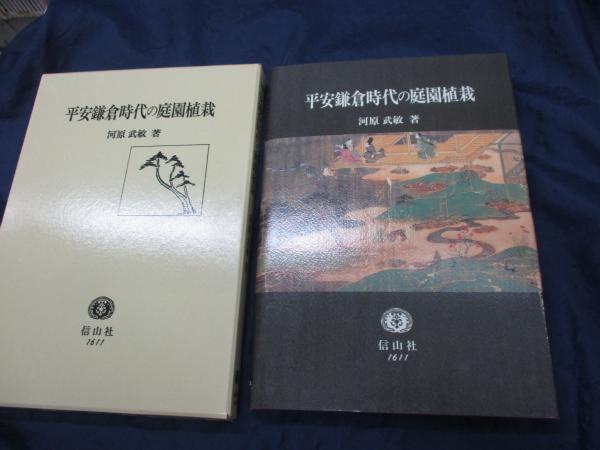 平安鎌倉時代の庭園植栽
河原 武敏 著
信山社
1611
平安鎌倉時代の庭園植栽
河原 武敏 著
信山社
1611